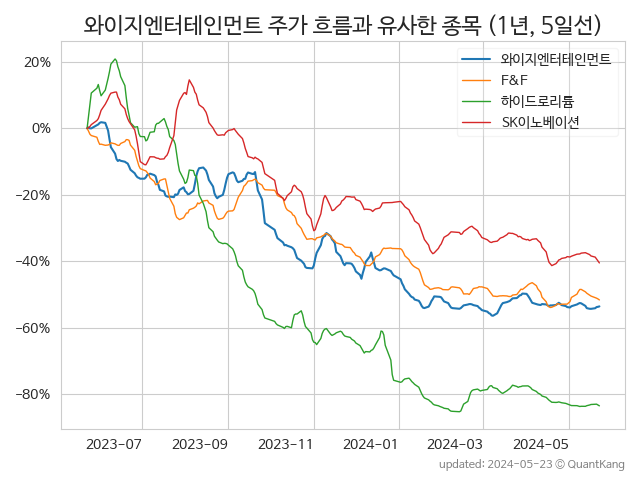 와이지엔터테인먼트 주가 흐름과 유사한 종목 (1년, 5일선)
와이지엔터테인먼트
F&F
하이드로리튬
SK이노베이션
20%
0%
−20%
−40%
−60%
−80%
2023−07
2023−09
2023−11
2024−01
2024−03
2024−05
updated: 2024−05−23 © QuantKang